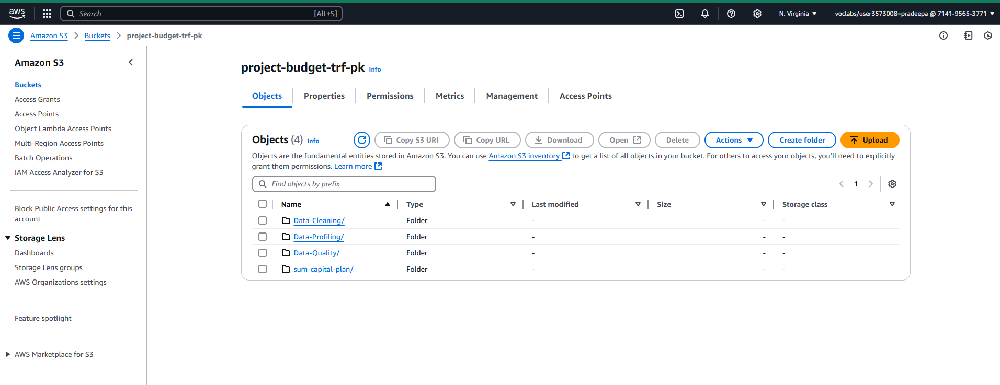 aws
Search [Alt+S]
N. Virginia
voclabs/user3573008=pradeepa @ 7141-9565-3771
Amazon S3 > Buckets > project-budget-trf-pk
Amazon S3
Buckets
Access Grants
Access Points
Object Lambda Access Points
Multi-Region Access Points
Batch Operations
IAM Access Analyzer for S3
Block Public Access settings for this
account
Storage Lens
Dashboards
Storage Lens groups
AWS Organizations settings
Feature spotlight
AWS Marketplace for S3
project-budget-trf-pk Info
Objects Properties Permissions Metrics Management Access Points
Objects (4) Info Copy S3 URI Copy URL Download Open Delete Actions Create folder Upload
Objects are the fundamental entities stored in Amazon S3. You can use Amazon S3 inventory to get a list of all objects in your bucket. For others to access your objects, you'll need to explicitly
grant them permissions. Learn more
Find objects by prefix
1
Name Type Last modified Size Storage class
Data-Cleaning/ Folder - - -
Data-Profiling/ Folder - - -
Data-Quality/ Folder - - -
sum-capital-plan/ Folder - - -